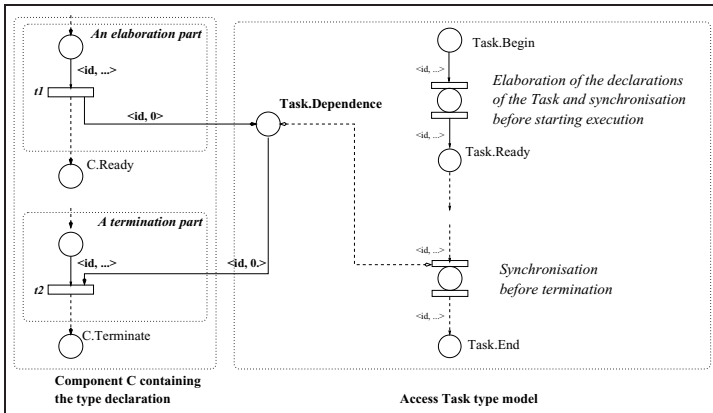 An elaboration part
<id, ...>
t1
<id, 0>
C.Ready
A termination part
<id, ...>
<id, 0.>
t2
C.Terminate
Component C containing
the type declaration
Task.Dependence
Task.Begin
<id, ...>
Elaboration of the declarations
of the Task and synchronisation
before starting execution
<id, ...>
Task.Ready
<id, ...>
Synchronisation
before termination
<id, ...>
Task.End
Access Task type model